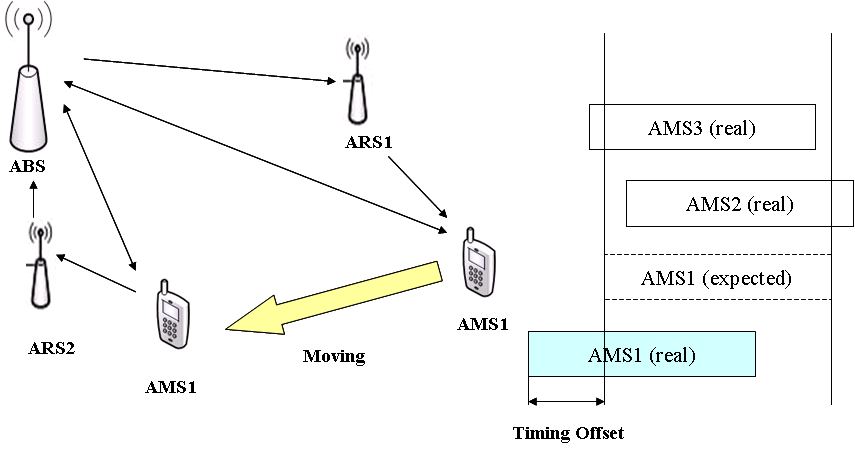 ABS
ARS1
ARS2
AMS1
Moving
AMS1
AMS3 (real)
AMS2 (real)
AMS1 (expected)
AMS1 (real)
Timing Offset